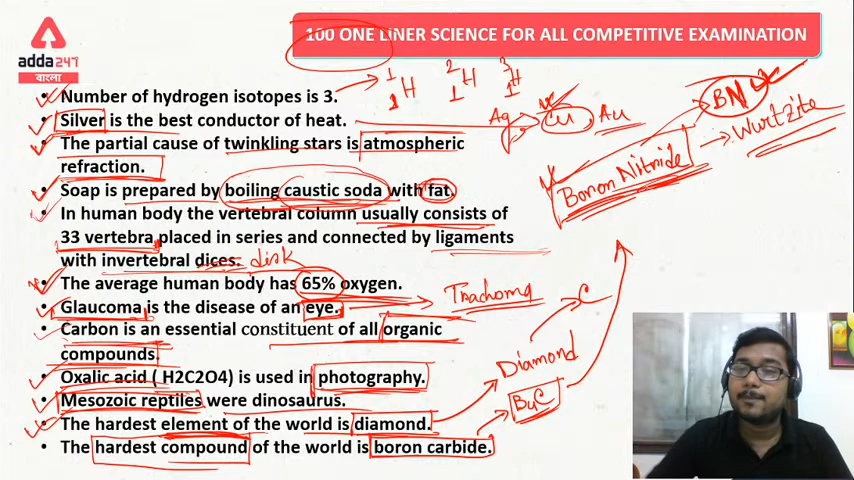 100 ONE LINER SCIENCE FOR ALL COMPETITIVE EXAMINATION
adda247
বাংলা
• Number of hydrogen isotopes is 3.
1 H 1 2 H 1 3 H 1
• Silver is the best conductor of heat.
Ag Cu Au
BN
Wurtzite
Boron Nitride
• The partial cause of twinkling stars is atmospheric
refraction.
• Soap is prepared by boiling caustic soda with fat.
• In human body the vertebral column usually consists of
33 vertebra placed in series and connected by ligaments
with invertebral dices. disk
• The average human body has 65% oxygen.
• Glaucoma is the disease of an eye.
Trachoma
C
• Carbon is an essential constituent of all organic
compounds.
Diamond
• Oxalic acid ( H2C2O4) is used in photography.
• Mesozoic reptiles were dinosaurus.
B4C
• The hardest element of the world is diamond.
• The hardest compound of the world is boron carbide.